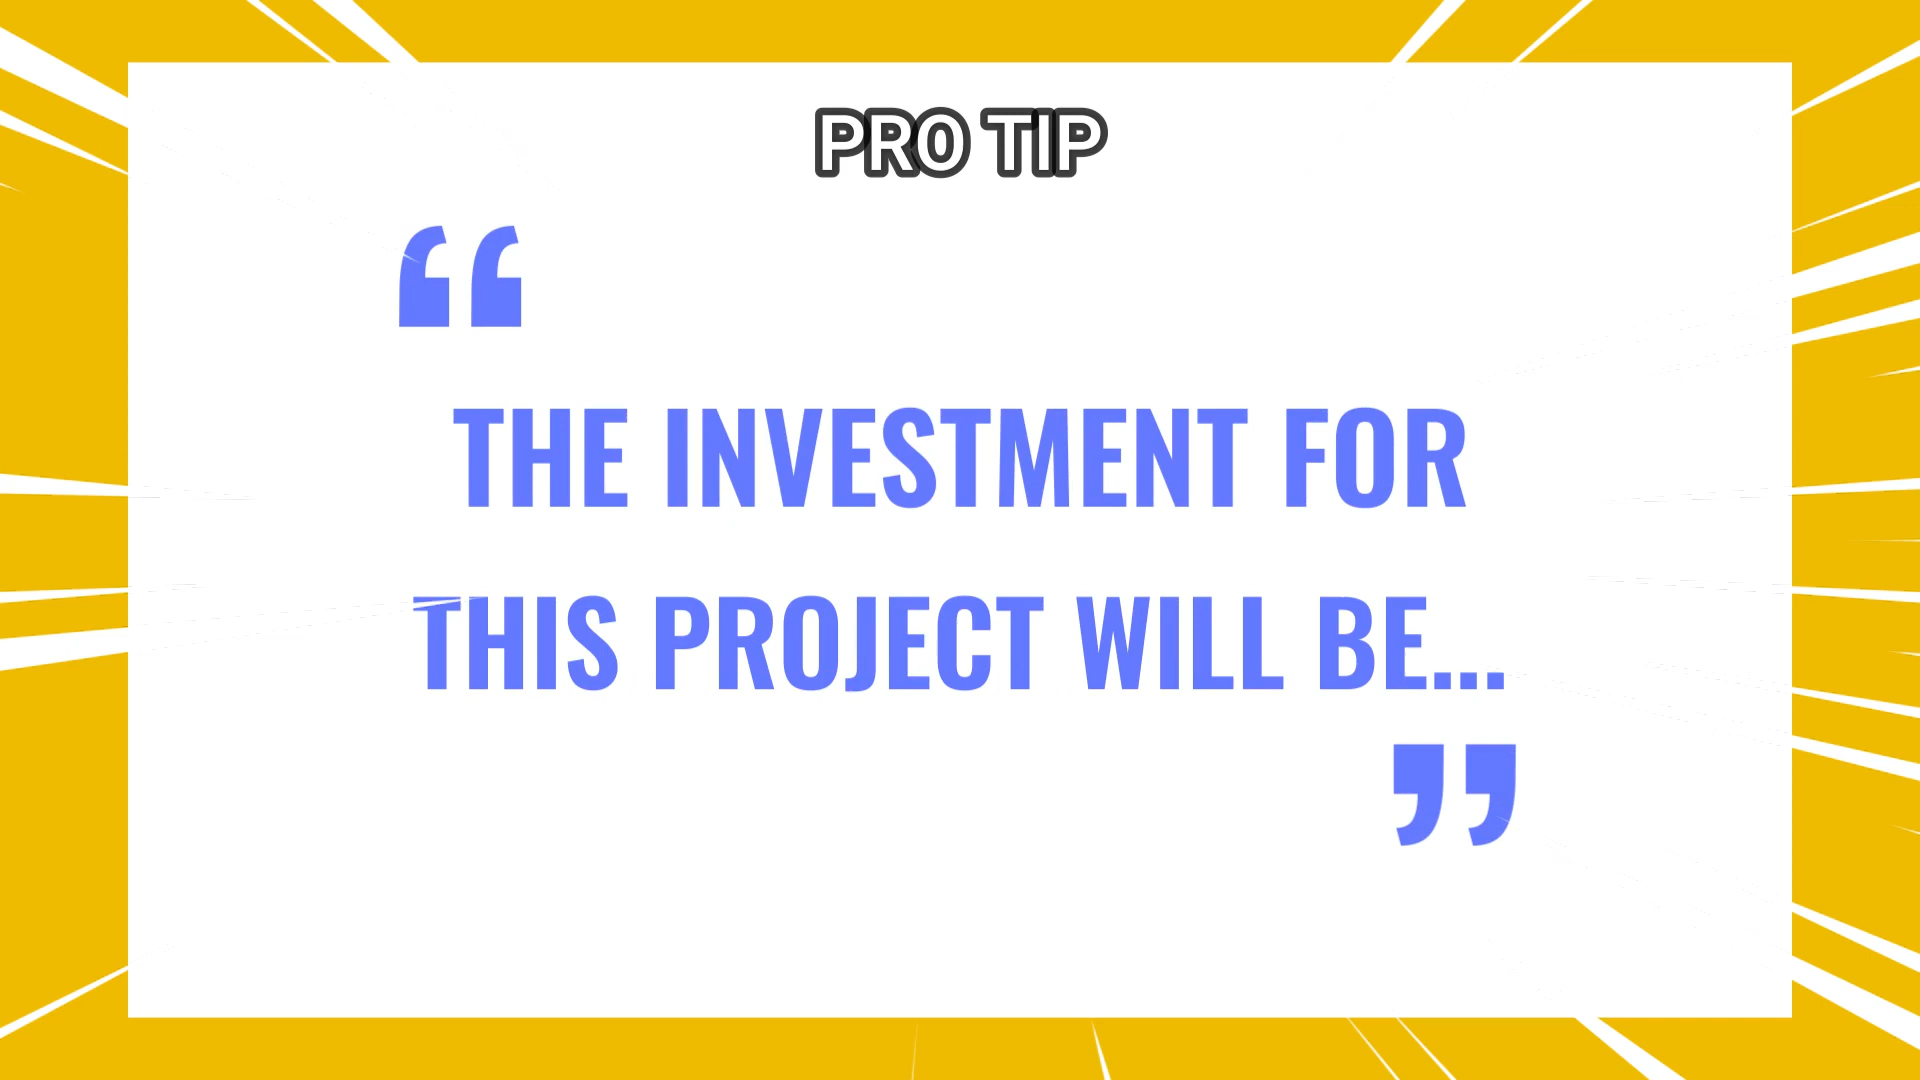 PRO TIP
“
THE INVESTMENT FOR
THIS PROJECT WILL BE...
”